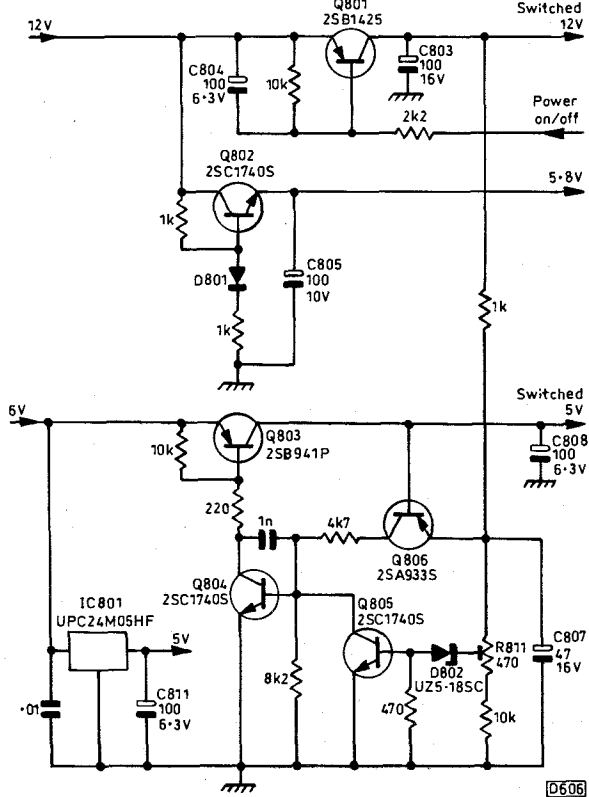 Q801
2SB1425
Switched
12V
12V
C804
100
6·3V
10k
C803
100
16V
2k2
Power
on/off
Q802
2SC1740S
5·8V
1k
D801
1k
C805
100
10V
1k
6V
Switched
5V
10k
Q803
2SB941P
C808
100
6·3V
220
1n
4k7
Q806
2SA933S
Q804
2SC1740S
Q805
2SC1740S
IC801
UPC24M05HF
5V
·01
C811
100
6·3V
8k2
470
D802
UZ5-1BSC
R811
470
10k
C807
47
16V
D606